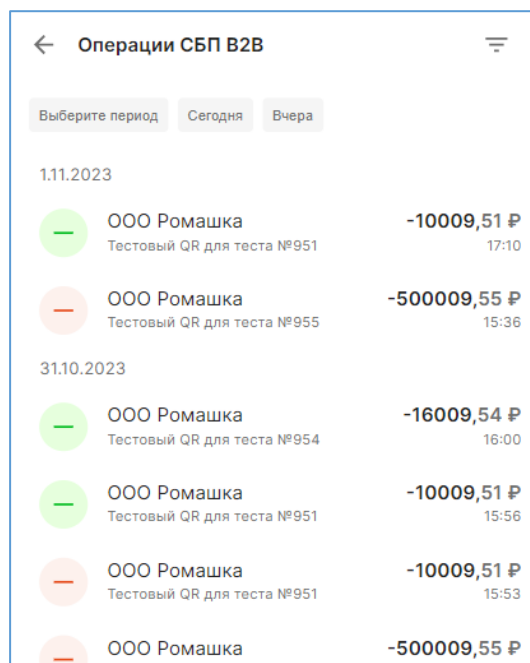 Операции СБП B2B
Выберите период Сегодня Вчера
1.11.2023
ООО Ромашка -10009,51 ₽
Тестовый QR для теста №951 17:10
ООО Ромашка -500009,55 ₽
Тестовый QR для теста №955 15:36
31.10.2023
ООО Ромашка -16009,54 ₽
Тестовый QR для теста №954 16:00
ООО Ромашка -10009,51 ₽
Тестовый QR для теста №951 15:56
ООО Ромашка -10009,51 ₽
Тестовый QR для теста №951 15:53
ООО Ромашка -500009,55 ₽